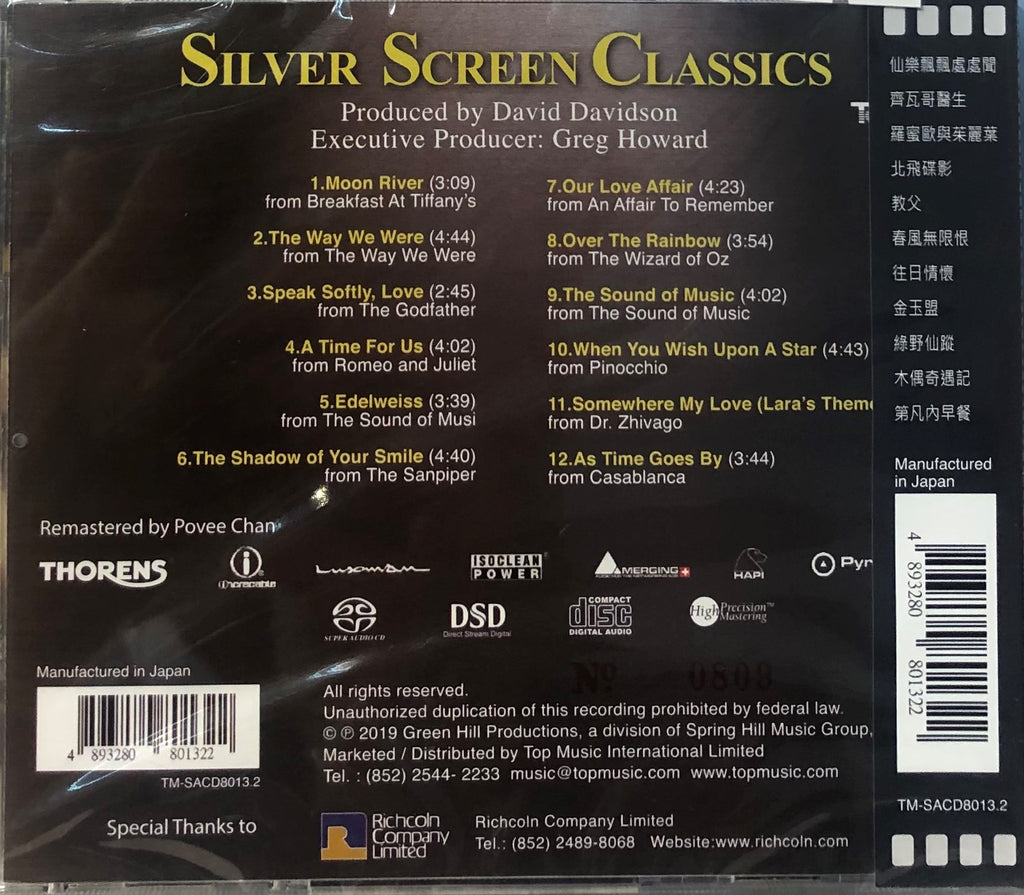 SILVER SCREEN CLASSICS
Produced by David Davidson
Executive Producer: Greg Howard
1.Moon River (3:09)
from Breakfast At Tiffany's
2.The Way We Were (4:44)
from The Way We Were
3.Speak Softly, Love (2:45)
from The Godfather
4.A Time For Us (4:02)
from Romeo and Juliet
5.Edelweiss (3:39)
from The Sound of Musi
6.The Shadow of Your Smile (4:40)
from The Sanpiper
7.Our Love Affair (4:23)
from An Affair To Remember
8.Over The Rainbow (3:54)
from The Wizard of Oz
9.The Sound of Music (4:02)
from The Sound of Music
10.When You Wish Upon A Star (4:43)
from Pinocchio
11.Somewhere My Love (Lara's Theme
from Dr. Zhivago
12.As Time Goes By (3:44)
from Casablanca
Remastered by Povee Chan
THORENS
Luxman
ISOCLEAN
POWER
MERGING
HAPI
Pyr
SUPER AUDIO CD
DSD
Direct Stream Digital
COMPACT
disc
DIGITAL AUDIO
High Precision™
Mastering
Nº 0809
Manufactured in Japan
4 893280 801322
TM-SACD8013.2
All rights reserved.
Unauthorized duplication of this recording prohibited by federal law.
© ℗ 2019 Green Hill Productions, a division of Spring Hill Music Group,
Marketed / Distributed by Top Music International Limited
Tel. : (852) 2544- 2233 music@topmusic.com www.topmusic.com
Special Thanks to
Richcoln
Company
Limited
Richcoln Company Limited
Tel.: (852) 2489-8068 Website:www.richcoln.com
仙樂飄飄處處聞
齊瓦哥醫生
羅蜜歐與茱麗葉
北飛碟影
教父
春風無限恨
往日情懷
金玉盟
綠野仙蹤
木偶奇遇記
第凡內早餐
Manufactured
in Japan
4 893280 801322
TM-SACD8013.2